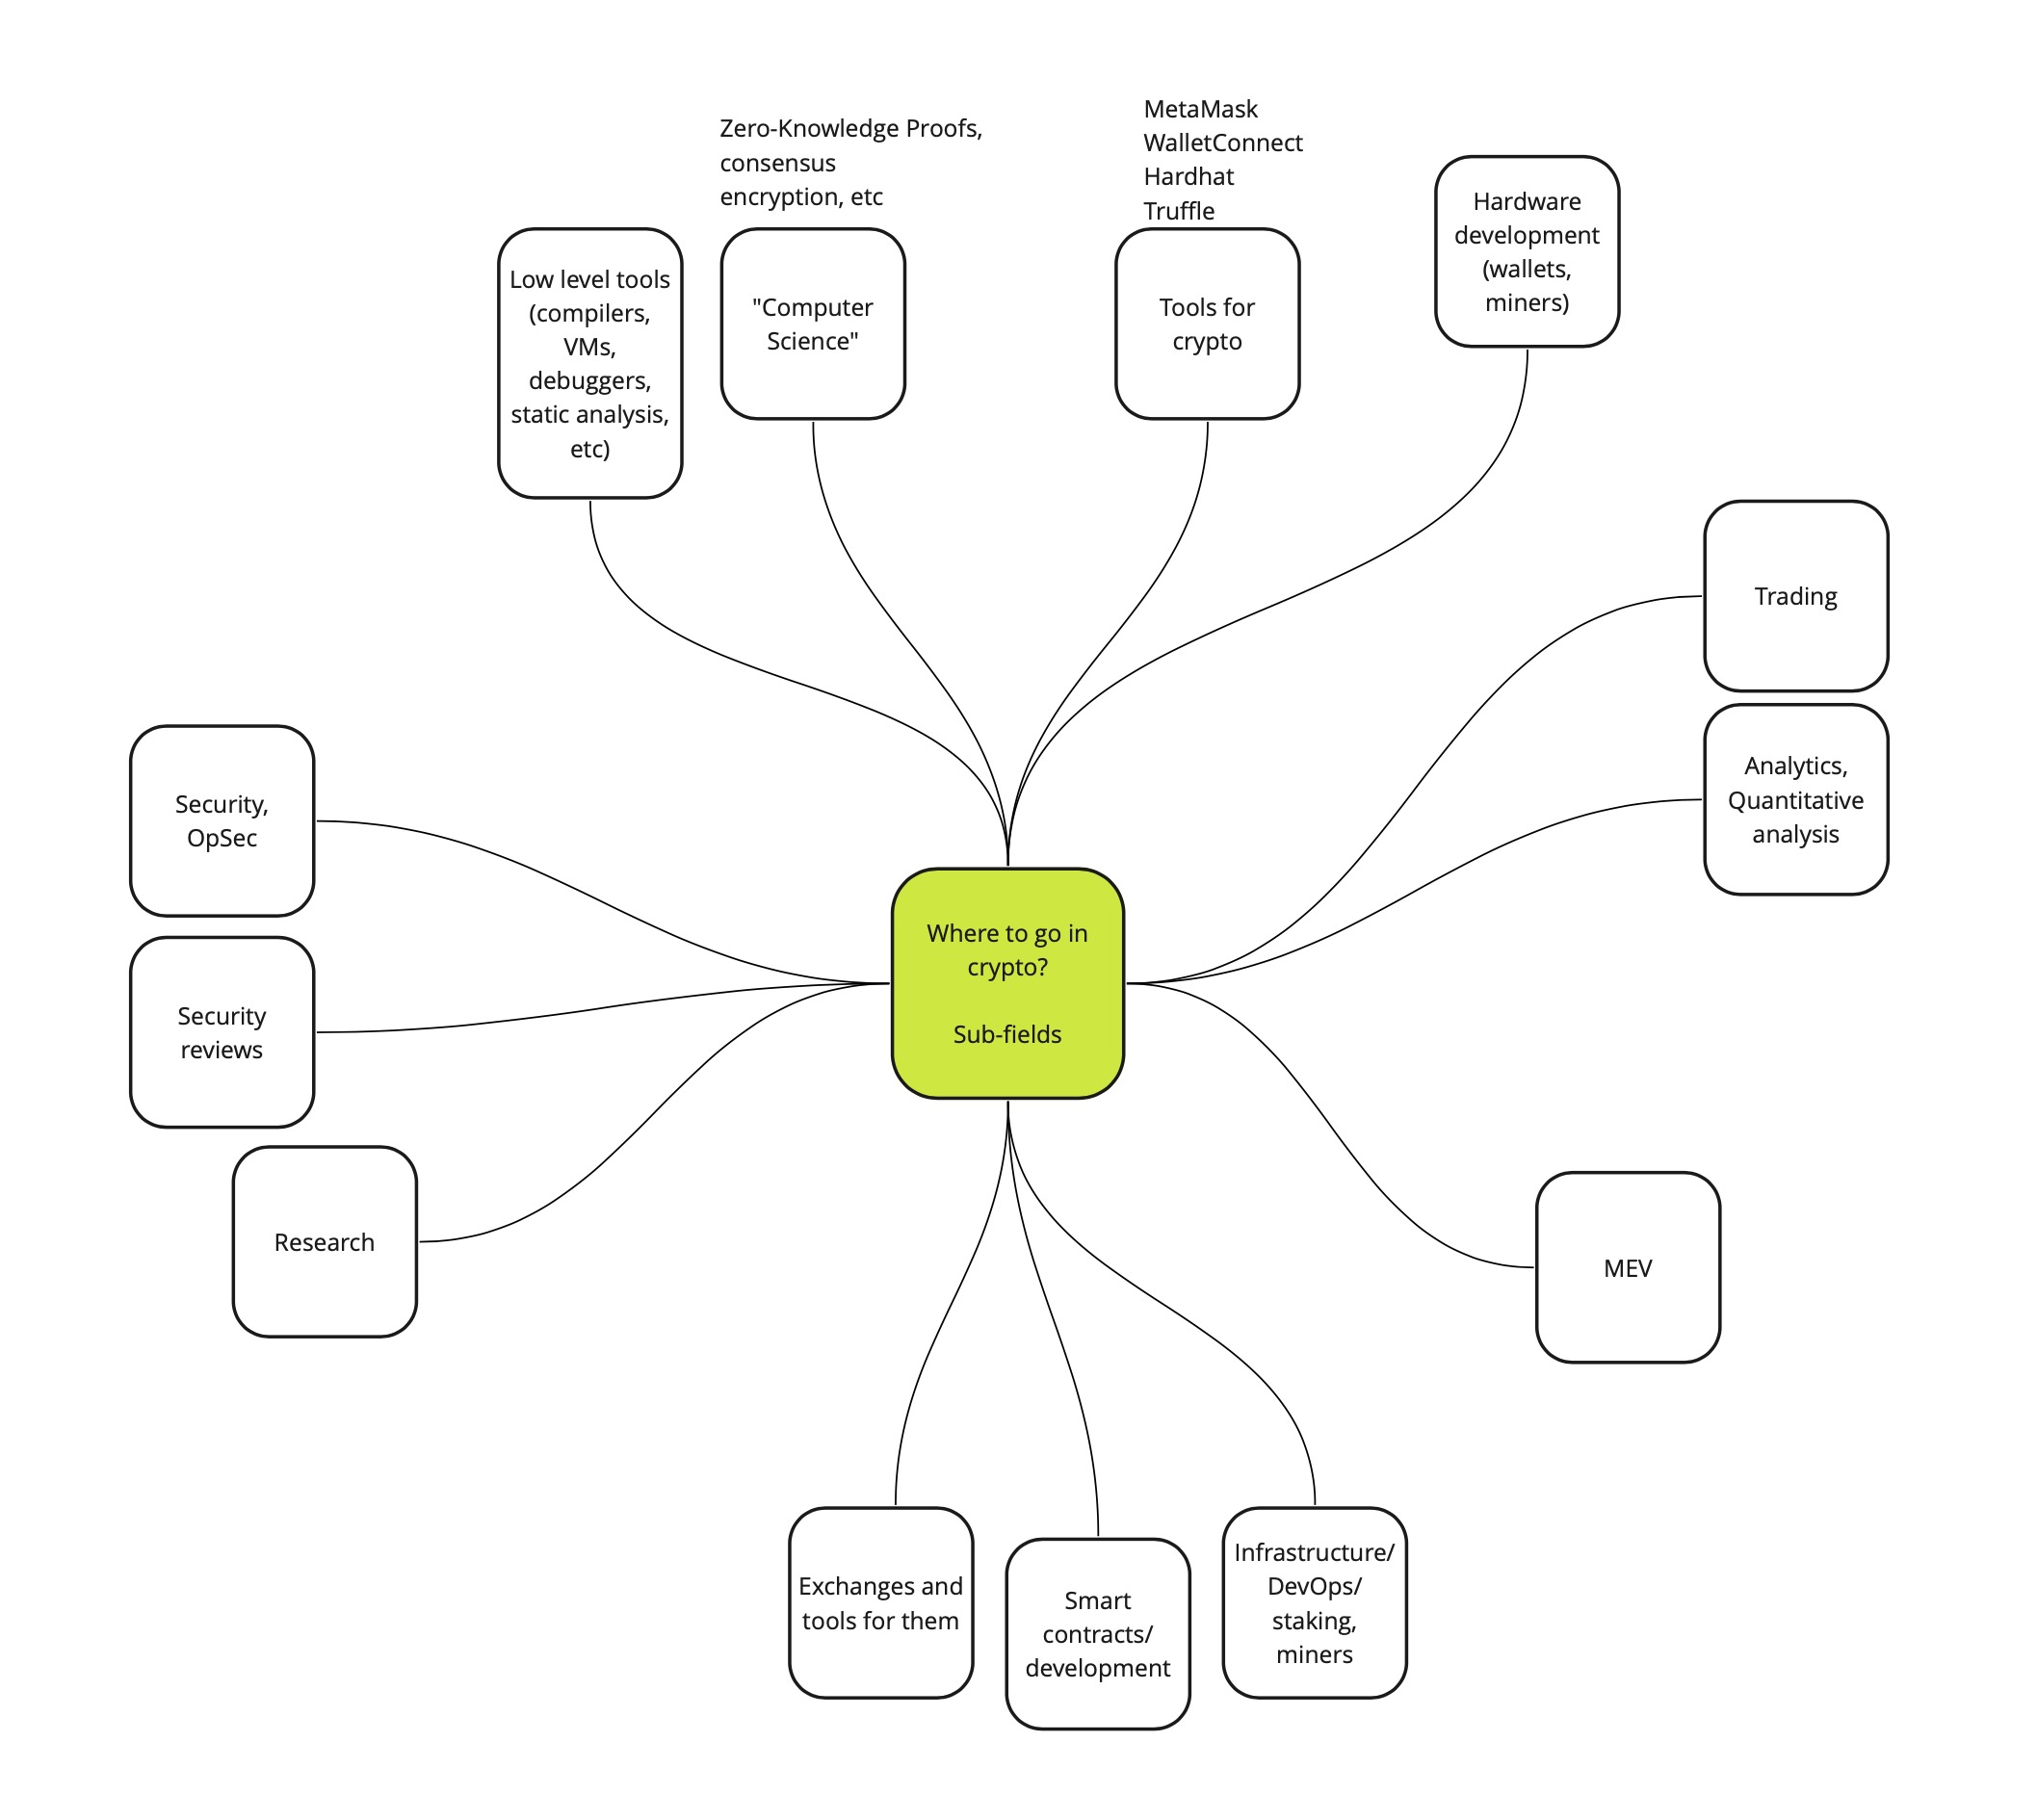 MetaMask
WalletConnect
Hardhat
Truffle
Zero-Knowledge Proofs,
consensus
encryption, etc
Hardware
development
(wallets,
miners)
Low level tools
(compilers,
VMs,
debuggers,
static analysis,
etc)
"Computer
Science"
Tools for
crypto
Trading
Analytics,
Quantitative
analysis
Security,
OpSec
Where to go in
crypto?
Sub-fields
Security
reviews
Research
MEV
Exchanges and
tools for them
Smart
contracts/
development
Infrastructure/
DevOps/
staking,
miners